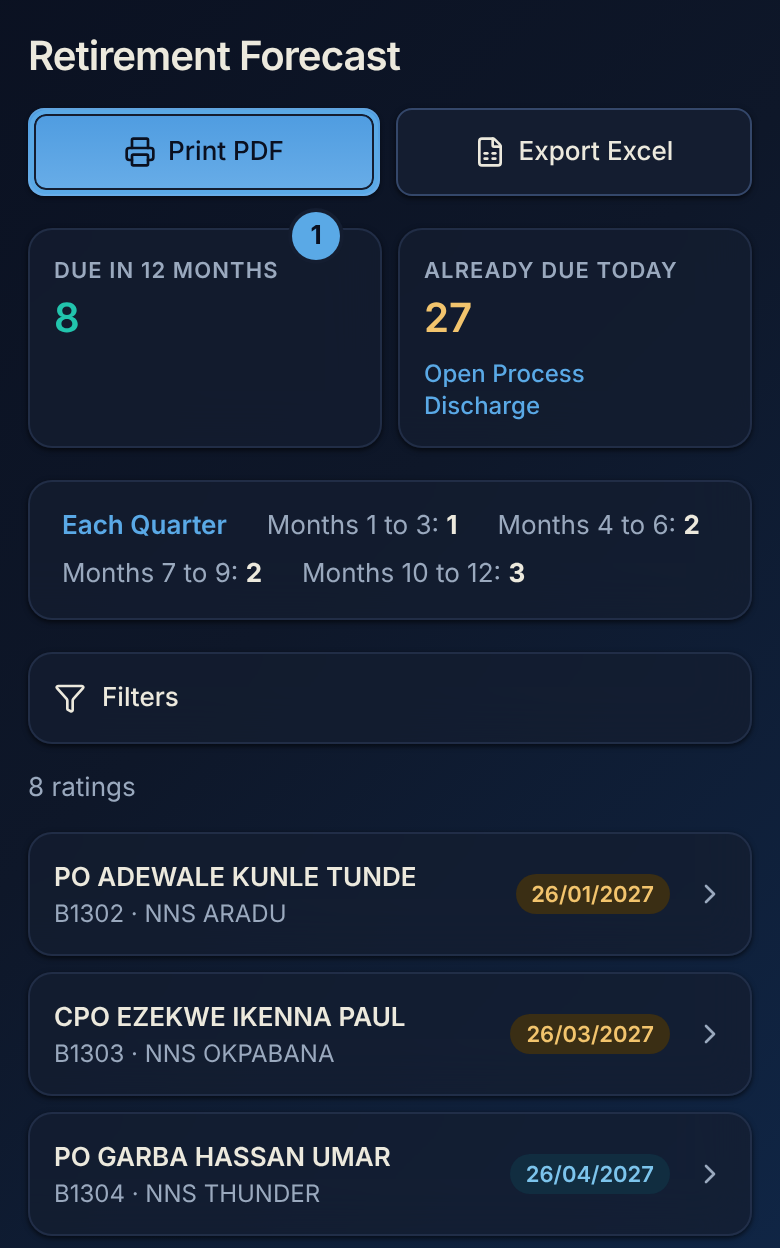 Retirement Forecast
Print PDF
Export Excel
1
DUE IN 12 MONTHS
8
ALREADY DUE TODAY
27
Open Process
Discharge
Each Quarter Months 1 to 3: 1 Months 4 to 6: 2
Months 7 to 9: 2 Months 10 to 12: 3
Filters
8 ratings
PO ADEWALE KUNLE TUNDE
B1302 · NNS ARADU
26/01/2027
CPO EZEKWE IKENNA PAUL
B1303 · NNS OKPABANA
26/03/2027
PO GARBA HASSAN UMAR
B1304 · NNS THUNDER
26/04/2027